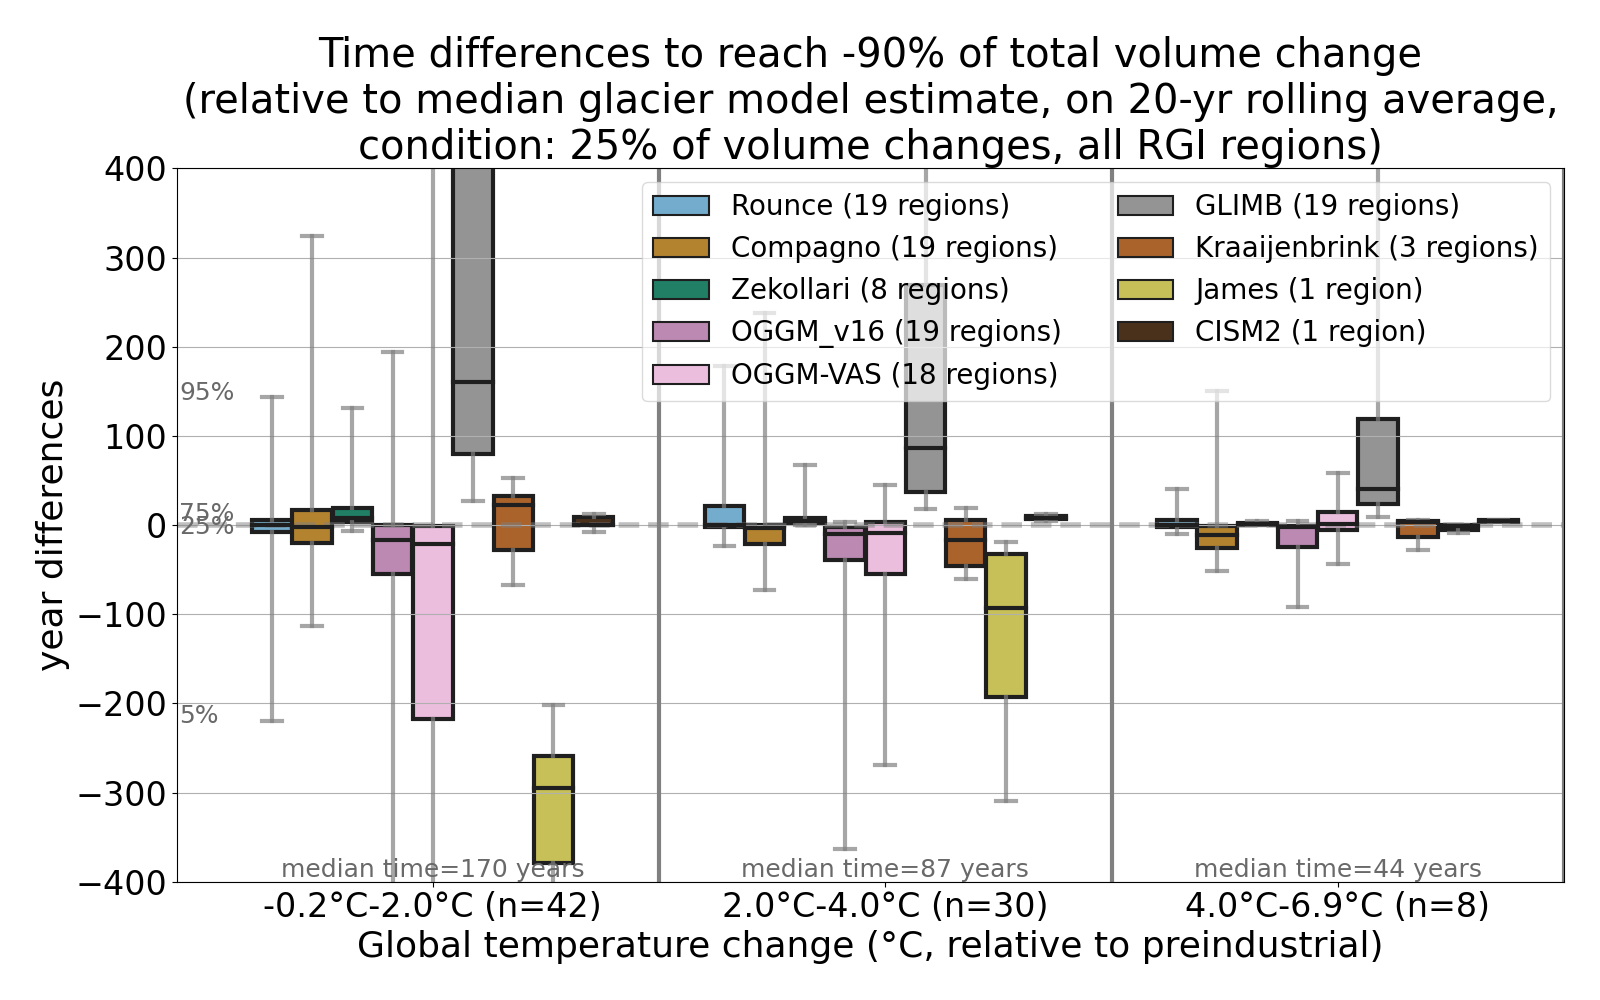 Time differences to reach -90% of total volume change
(relative to median glacier model estimate, on 20-yr rolling average,
condition: 25% of volume changes, all RGI regions)
year differences
400
300
200
100
0
−100
−200
−300
−400
95%
75%
25%
5%
Rounce (19 regions)
Compagno (19 regions)
Zekollari (8 regions)
OGGM_v16 (19 regions)
OGGM-VAS (18 regions)
GLIMB (19 regions)
Kraaijenbrink (3 regions)
James (1 region)
CISM2 (1 region)
median time=170 years
median time=87 years
median time=44 years
-0.2°C-2.0°C (n=42)
2.0°C-4.0°C (n=30)
4.0°C-6.9°C (n=8)
Global temperature change (°C, relative to preindustrial)